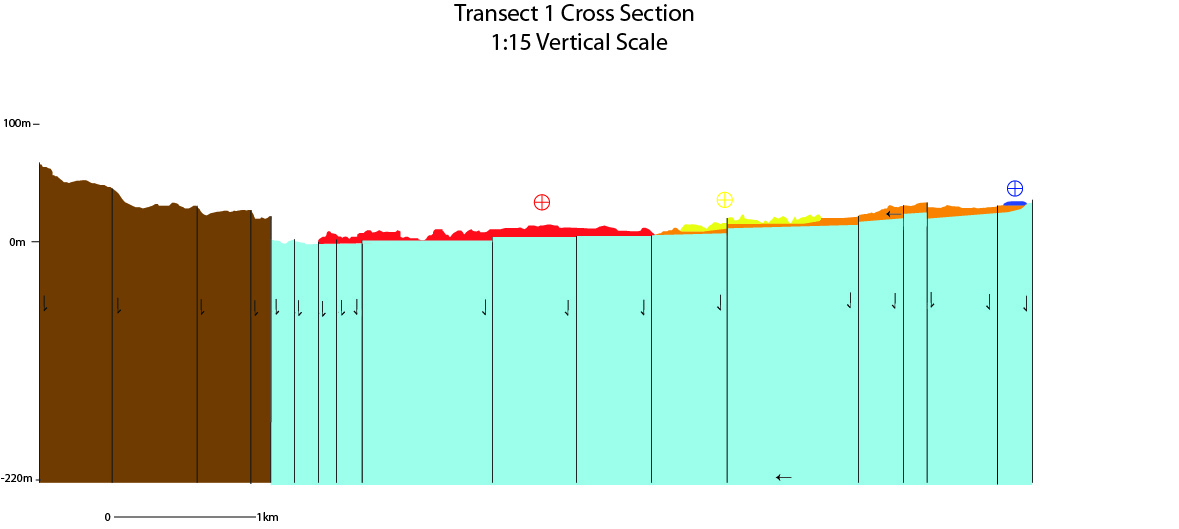 Transect 1 Cross Section
1:15 Vertical Scale
100m
0m
-220m
0
1km